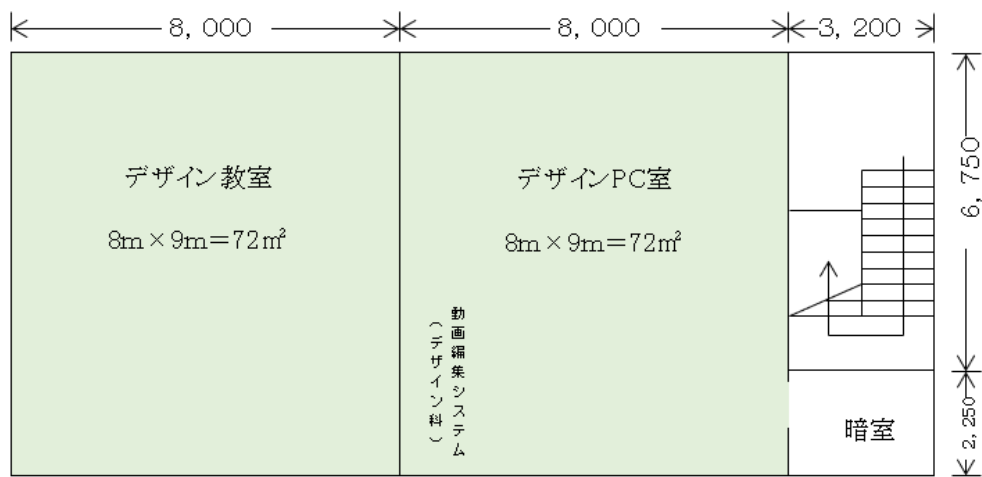 8,000
8,000
3,200
デザイン教室
8m×9m=72㎡
デザインPC室
8m×9m=72㎡
6,750
動画編集システム
（デザイン科）
暗室
2,250